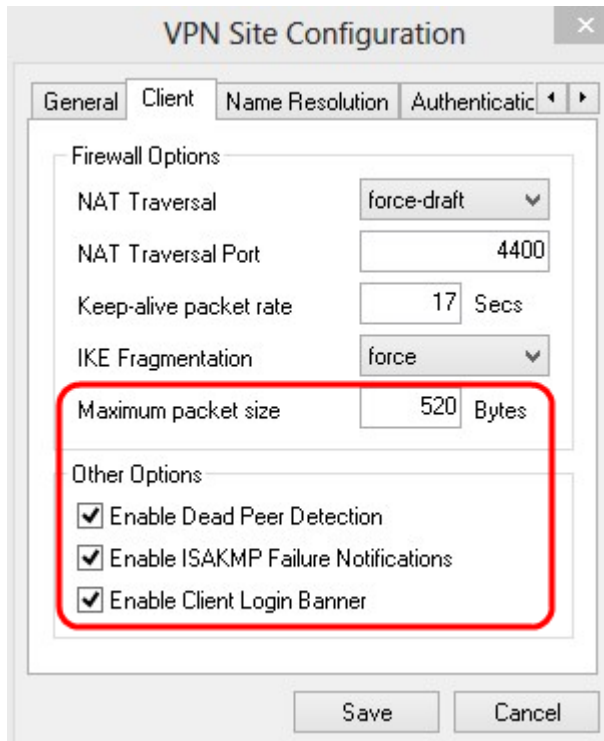 VPN Site Configuration
General Client Name Resolution Authenticatic
Firewall Options
NAT Traversal force-draft
NAT Traversal Port 4400
Keep-alive packet rate 17 Secs
IKE Fragmentation force
Maximum packet size 520 Bytes
Other Options
Enable Dead Peer Detection
Enable ISAKMP Failure Notifications
Enable Client Login Banner
Save Cancel